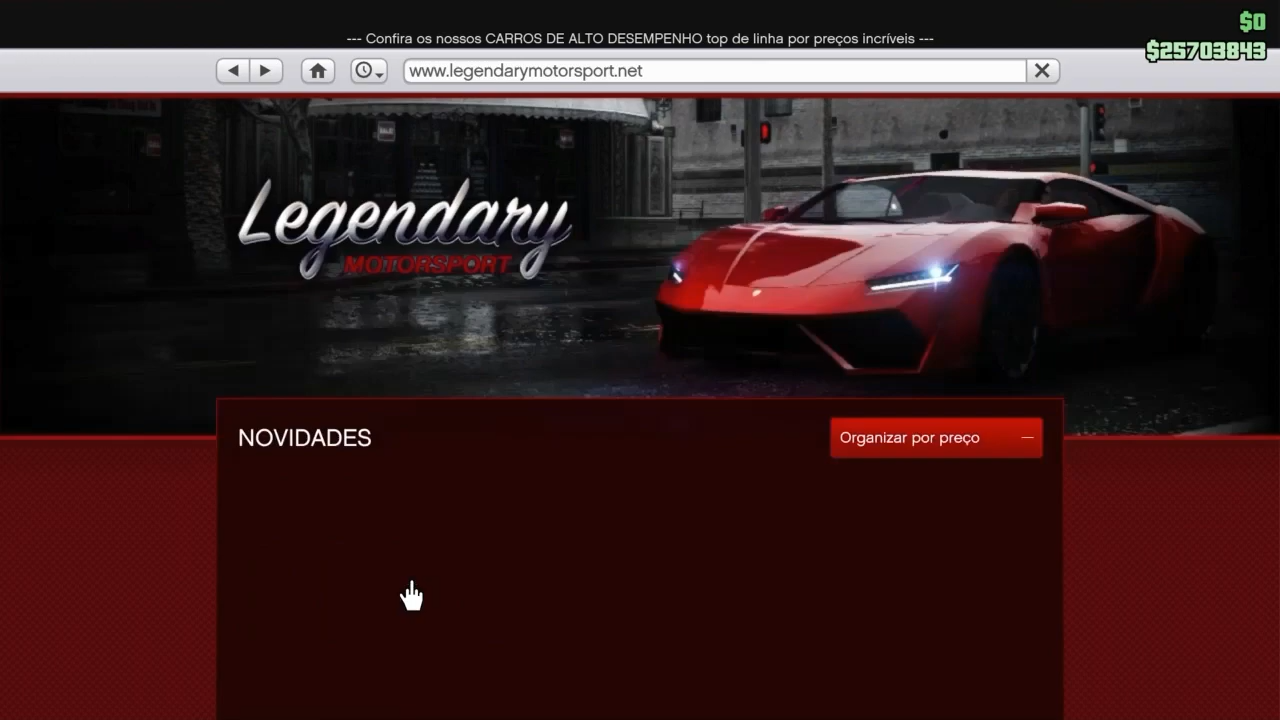 --- Confira os nossos CARROS DE ALTO DESEMPENHO top de linha por preços incríveis ---
$0
$25703843
www.legendarymotorsport.net
Legendary
MOTORSPORT
NOVIDADES
Organizar por preço